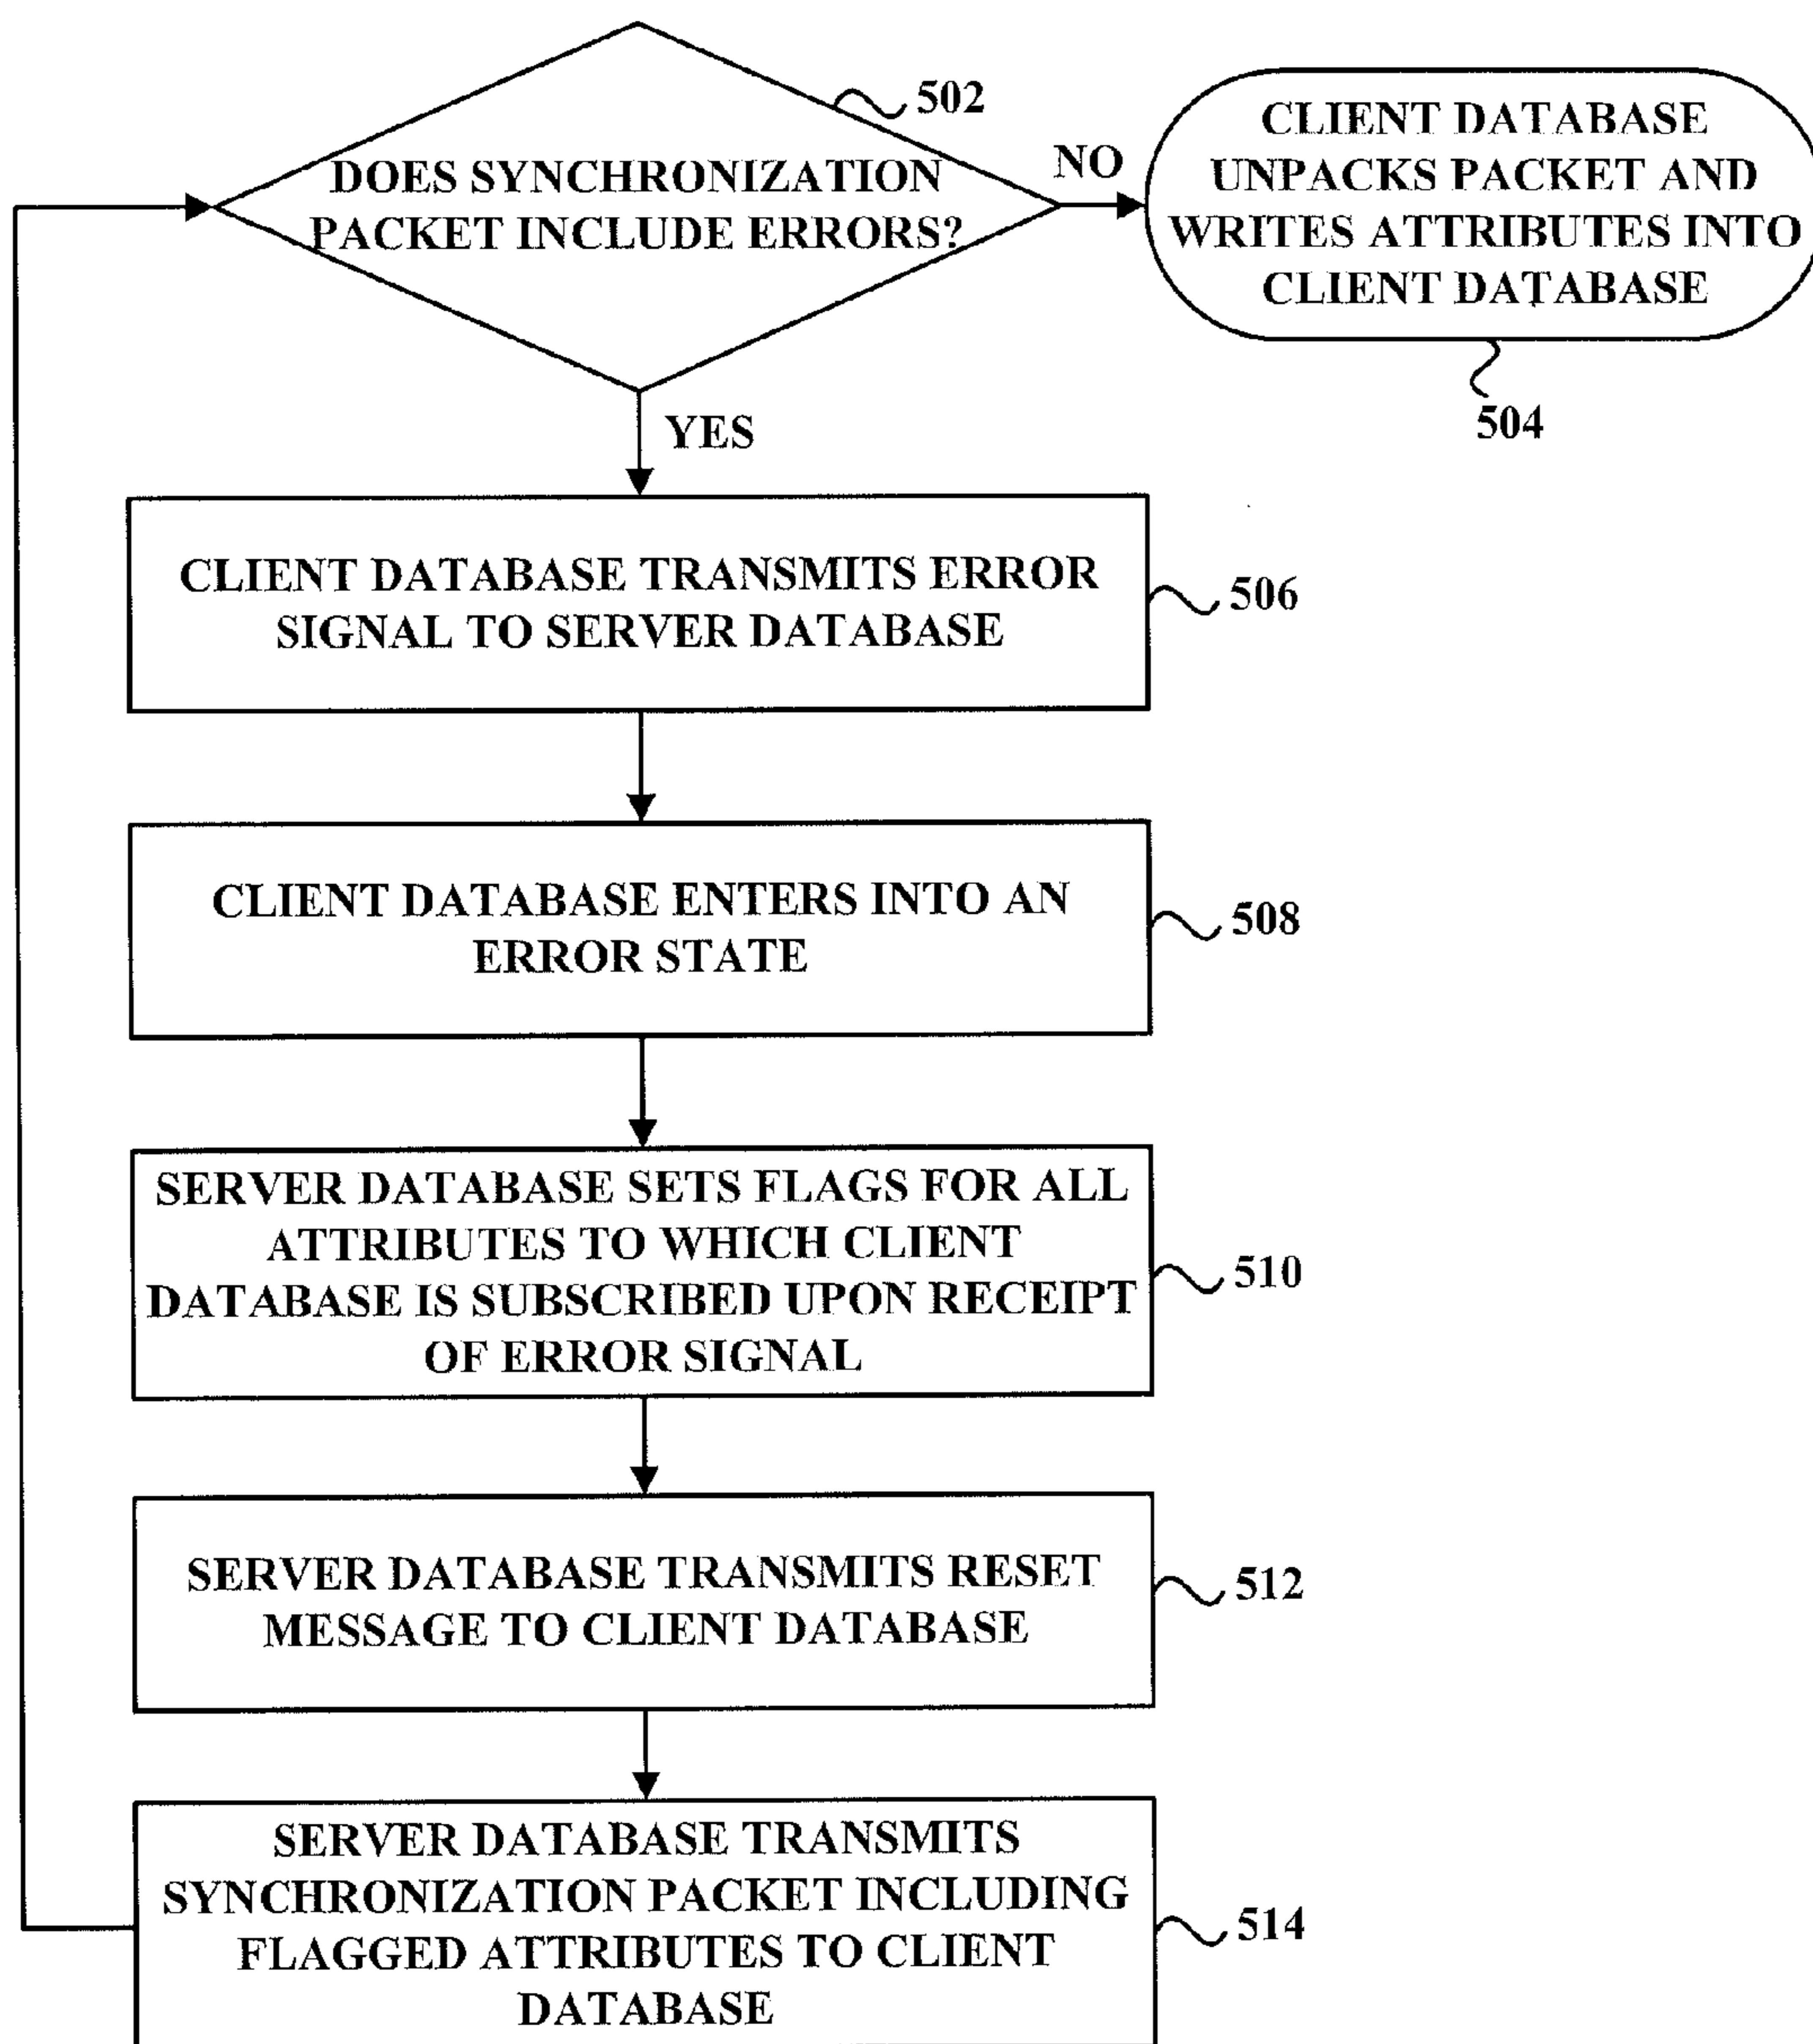 502
DOES SYNCHRONIZATION
PACKET INCLUDE ERRORS?
NO
CLIENT DATABASE
UNPACKS PACKET AND
WRITES ATTRIBUTES INTO
CLIENT DATABASE
504
YES
CLIENT DATABASE TRANSMITS ERROR
SIGNAL TO SERVER DATABASE
506
CLIENT DATABASE ENTERS INTO AN
ERROR STATE
508
SERVER DATABASE SETS FLAGS FOR ALL
ATTRIBUTES TO WHICH CLIENT
DATABASE IS SUBSCRIBED UPON RECEIPT
OF ERROR SIGNAL
510
SERVER DATABASE TRANSMITS RESET
MESSAGE TO CLIENT DATABASE
512
SERVER DATABASE TRANSMITS
SYNCHRONIZATION PACKET INCLUDING
FLAGGED ATTRIBUTES TO CLIENT
DATABASE
514